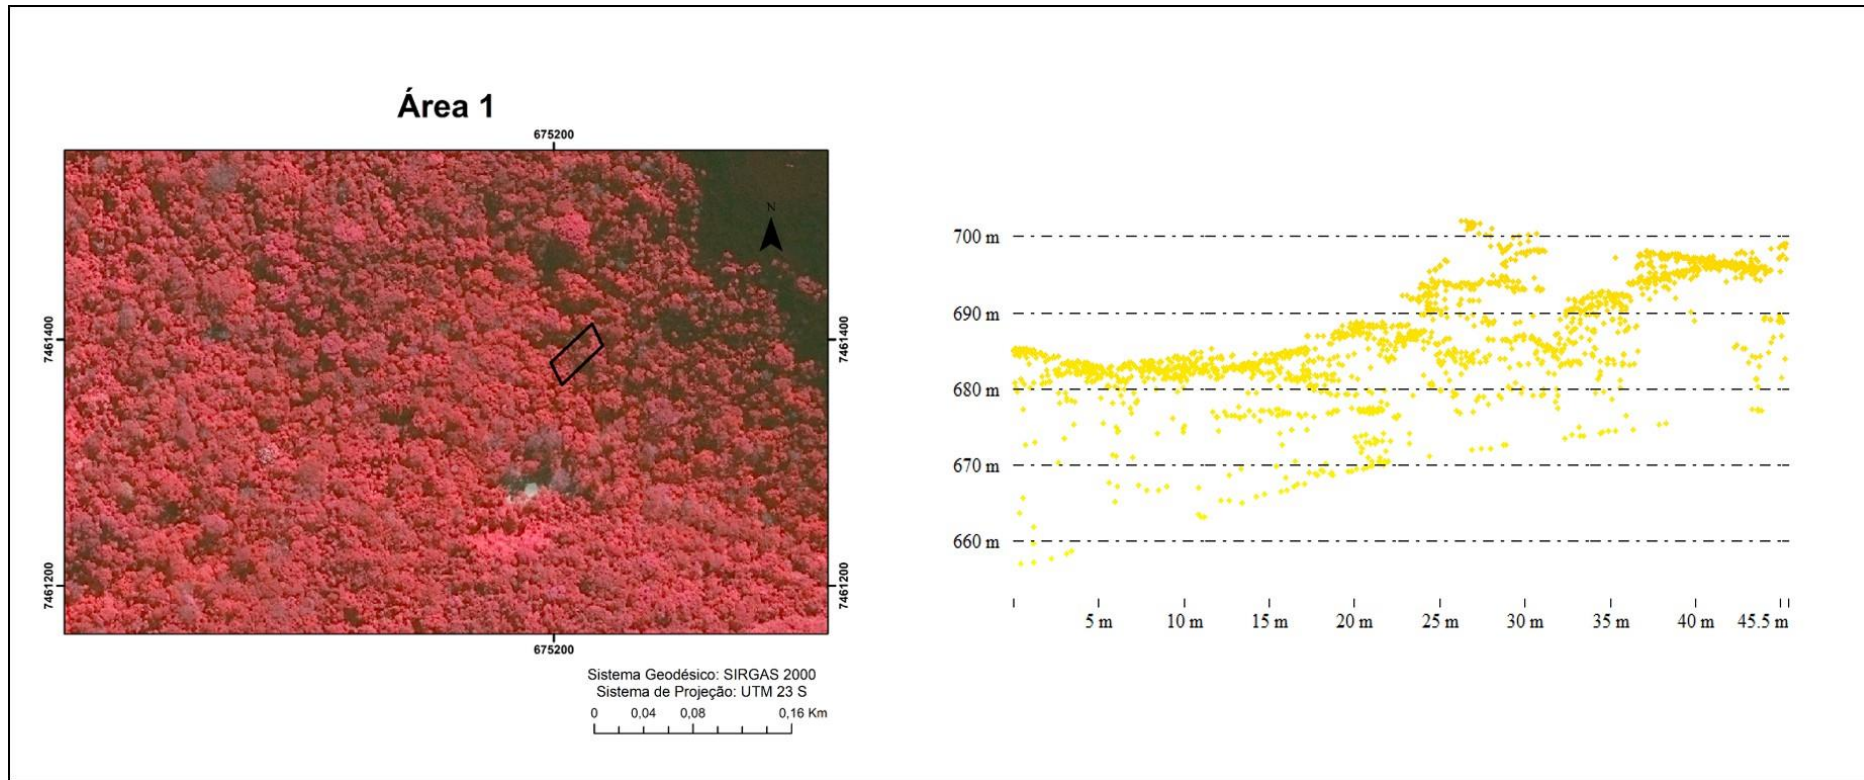 Área 1
675200
N
7461400
7461400
7461200
7461200
675200
Sistema Geodésico: SIRGAS 2000
Sistema de Projeção: UTM 23 S
0 0,04 0,08 0,16 Km
700 m
690 m
680 m
670 m
660 m
5 m 10 m 15 m 20 m 25 m 30 m 35 m 40 m 45.5 m